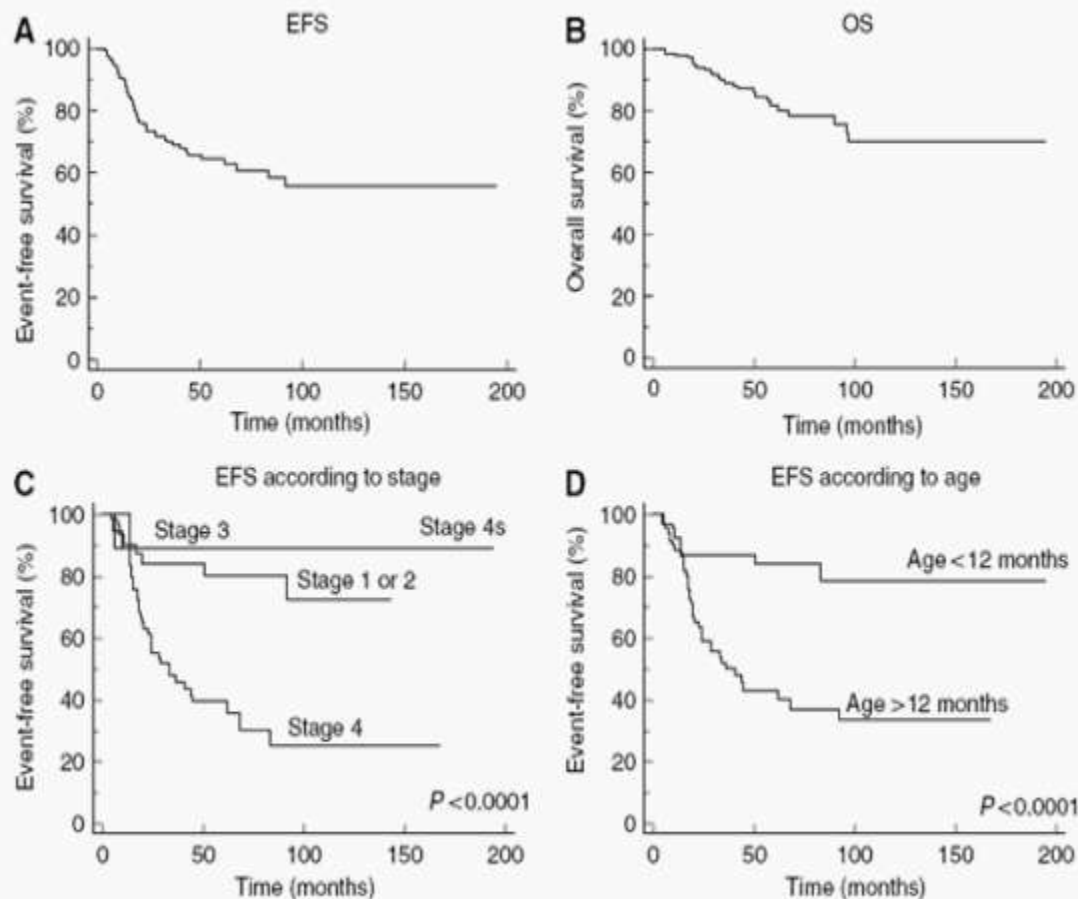 A
EFS
Event-free survival (%)
100
80
60
40
20
0
0 50 100 150 200
Time (months)
B
OS
Overall survival (%)
100
80
60
40
20
0
0 50 100 150 200
Time (months)
C
EFS according to stage
Event-free survival (%)
100
80
60
40
20
0
Stage 3
Stage 4s
Stage 1 or 2
Stage 4
P<0.0001
0 50 100 150 200
Time (months)
D
EFS according to age
Event-free survival (%)
100
80
60
40
20
0
Age <12 months
Age >12 months
P<0.0001
0 50 100 150 200
Time (months)